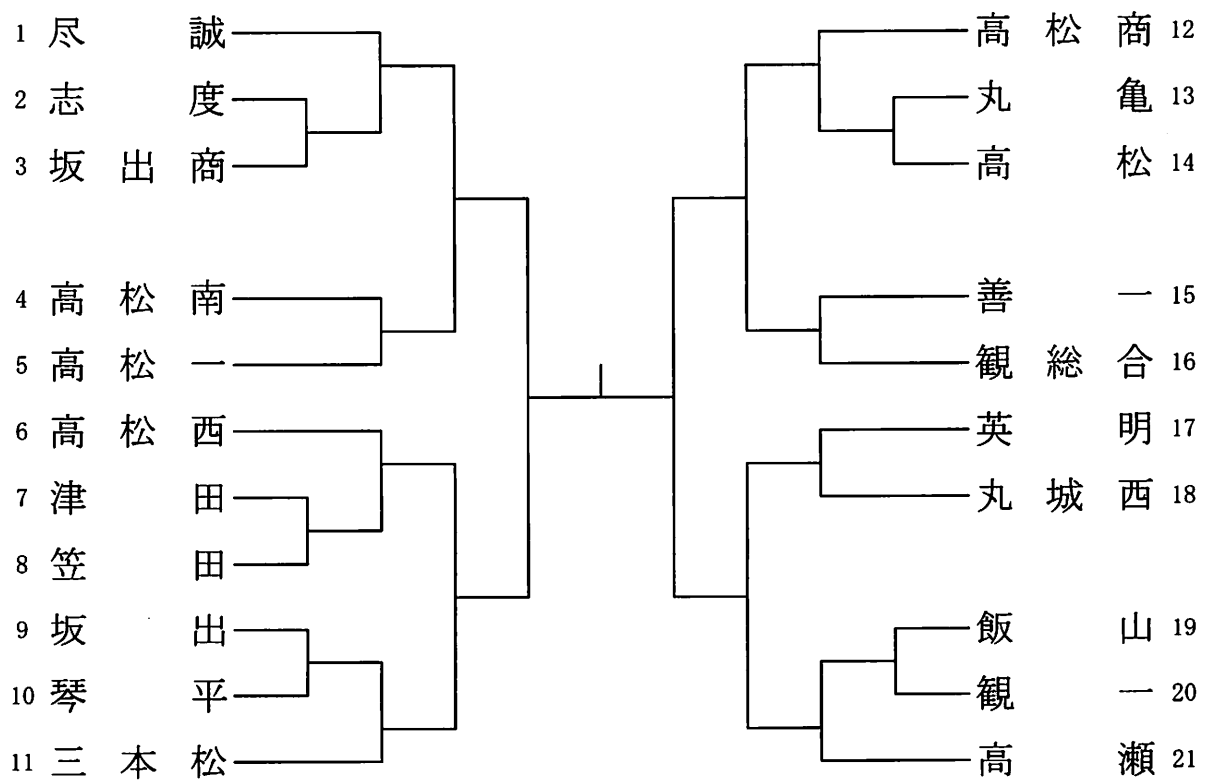 1 尽誠
2 志度
3 坂出商
4 高松南
5 高松一
6 高松西
7 津田
8 笠田
9 坂出
10 琴平
11 三本松
高松商 12
丸亀 13
高松 14
善一 15
観総合 16
英明 17
丸城西 18
飯山 19
観一 20
高瀬 21